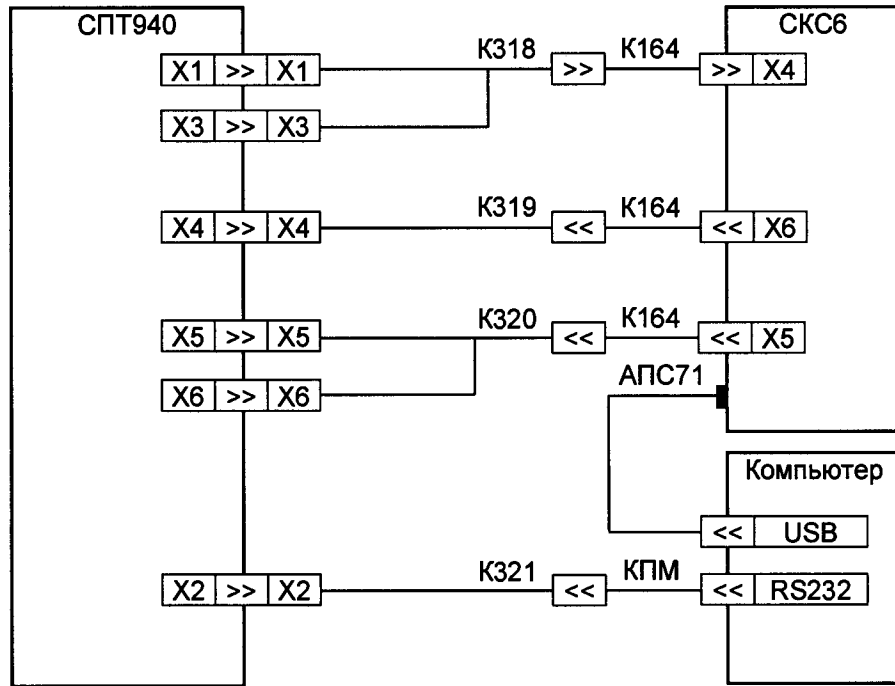 СПТ940
СКС6
К318
К164
X1 >> X1
>>
>> X4
X3 >> X3
К319
К164
X4 >> X4
<<
<< X6
К320
К164
X5 >> X5
<<
<< X5
АПС71
X6 >> X6
Компьютер
<< USB
К321
КПМ
X2 >> X2
<<
<< RS232